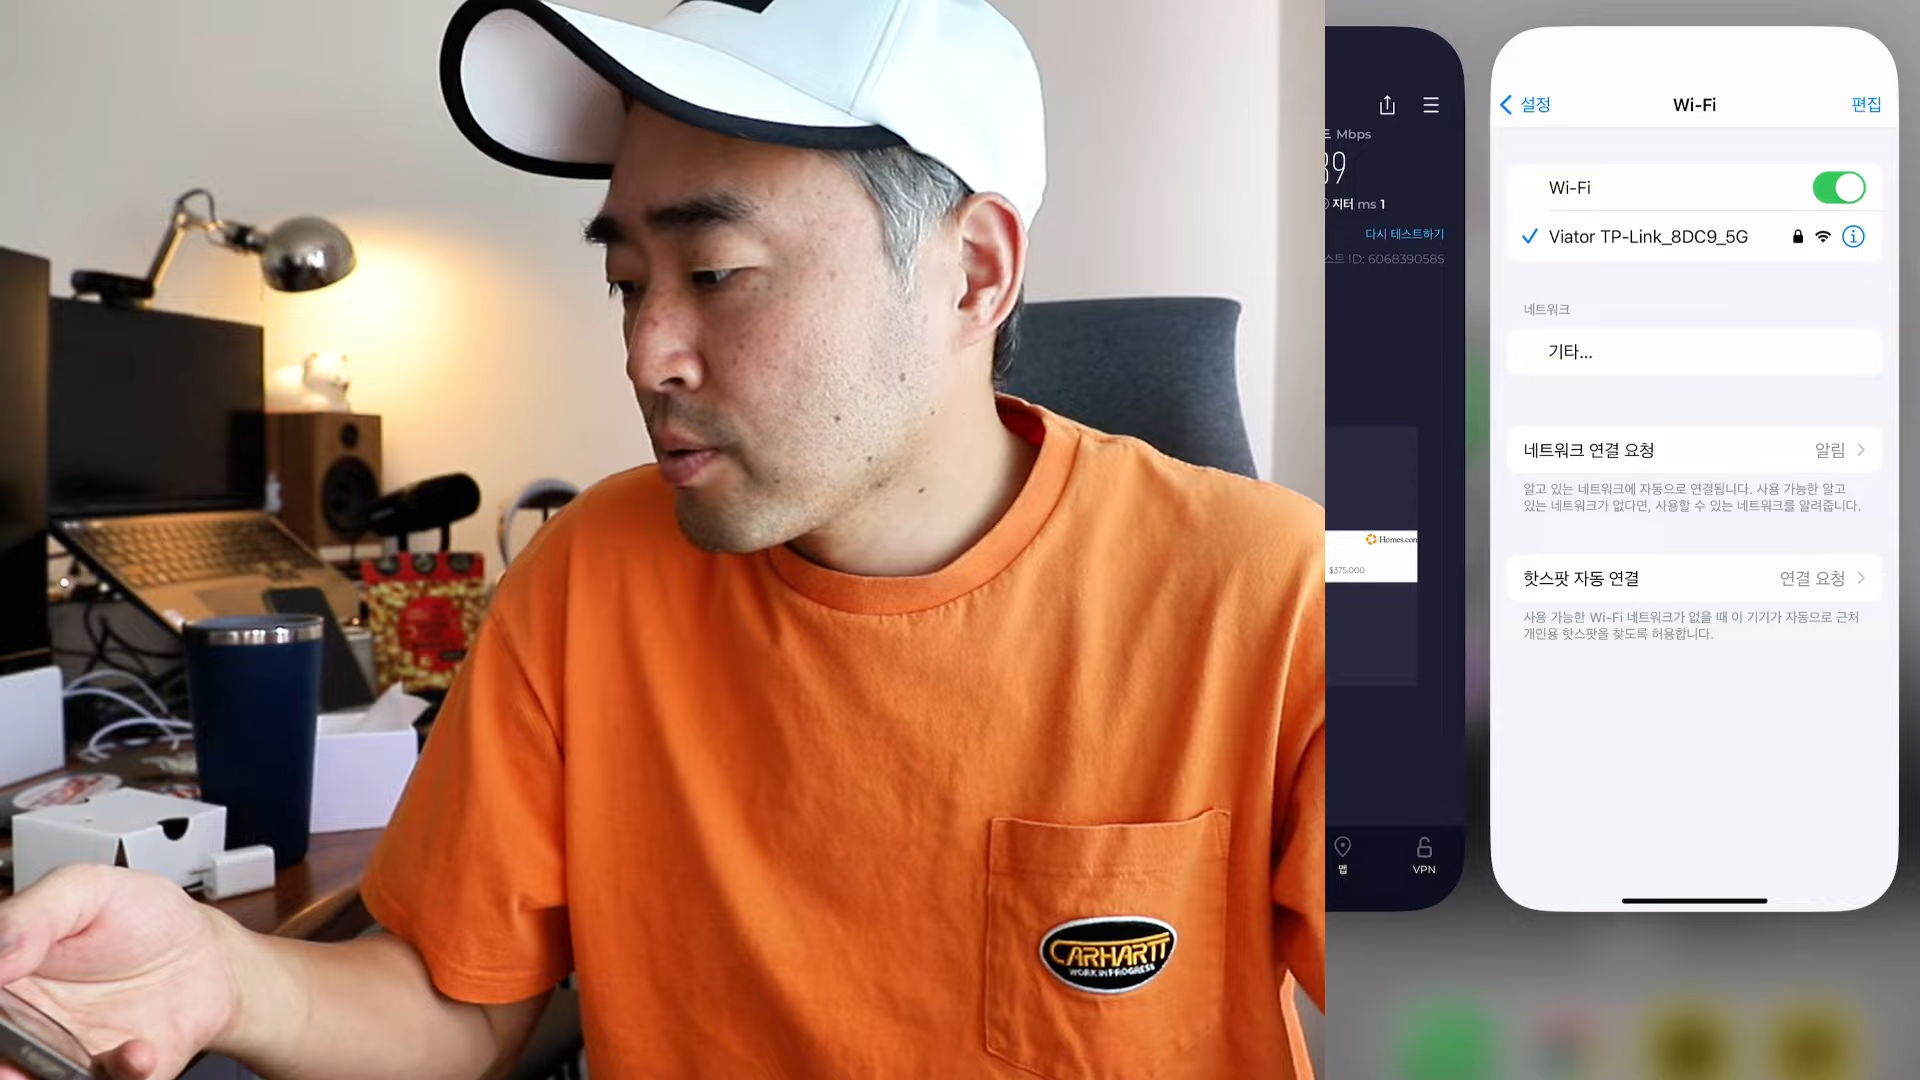 CARHARTT
WORK IN PROGRESS
Mbps
39
지터 ms 1
다시 테스트하기
스트 ID: 6068390585
Homes.com
$375,000
맵
VPN
설정
Wi-Fi
편집
Wi-Fi
Viator TP-Link_8DC9_5G
네트워크
기타...
네트워크 연결 요청
알림
알고 있는 네트워크에 자동으로 연결됩니다. 사용 가능한 알고
있는 네트워크가 없다면, 사용할 수 있는 네트워크를 알려줍니다.
핫스팟 자동 연결
연결 요청
사용 가능한 Wi-Fi 네트워크가 없을 때 이 기기가 자동으로 근처
개인용 핫스팟을 찾도록 허용합니다.